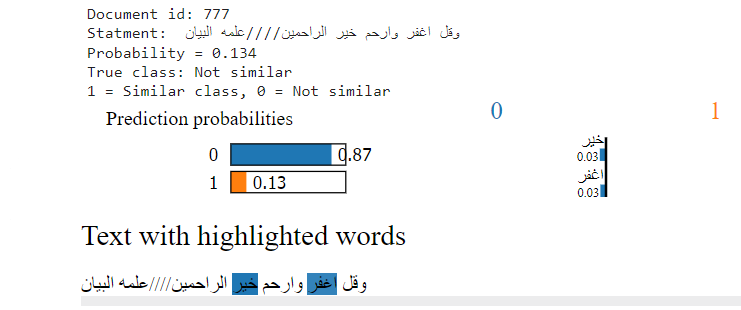 Document id: 777
Statment: وقل اغفر وارحم خير الراحمين////علمه البيان
Probability = 0.134
True class: Not similar
1 = Similar class, 0 = Not similar
Prediction probabilities
0 0.87
1 0.13
0 1
خير
0.03
اغفر
0.03
Text with highlighted words
وقل اغفر وارحم خير الراحمين////علمه البيان